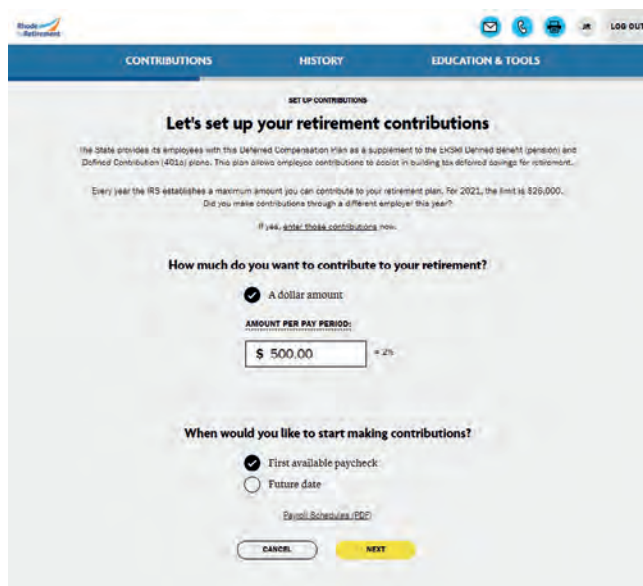 Rhode
to Retirement
JR
LOG OUT
CONTRIBUTIONS
HISTORY
EDUCATION & TOOLS
SET UP CONTRIBUTIONS
Let's set up your retirement contributions
The State provides its employees with this Deferred Compensation Plan as a supplement to the ERSRI Defined Benefit (pension) and
Defined Contribution (401a) plans. This plan allows employee contributions to assist in building tax deferred savings for retirement.
Every year the IRS establishes a maximum amount you can contribute to your retirement plan. For 2021, the limit is $26,000.
Did you make contributions through a different employer this year?
If yes, enter those contributions now.
How much do you want to contribute to your retirement?
A dollar amount
AMOUNT PER PAY PERIOD:
$ 500.00
= 2%
When would you like to start making contributions?
First available paycheck
Future date
Payroll Schedules (PDF)
CANCEL
NEXT